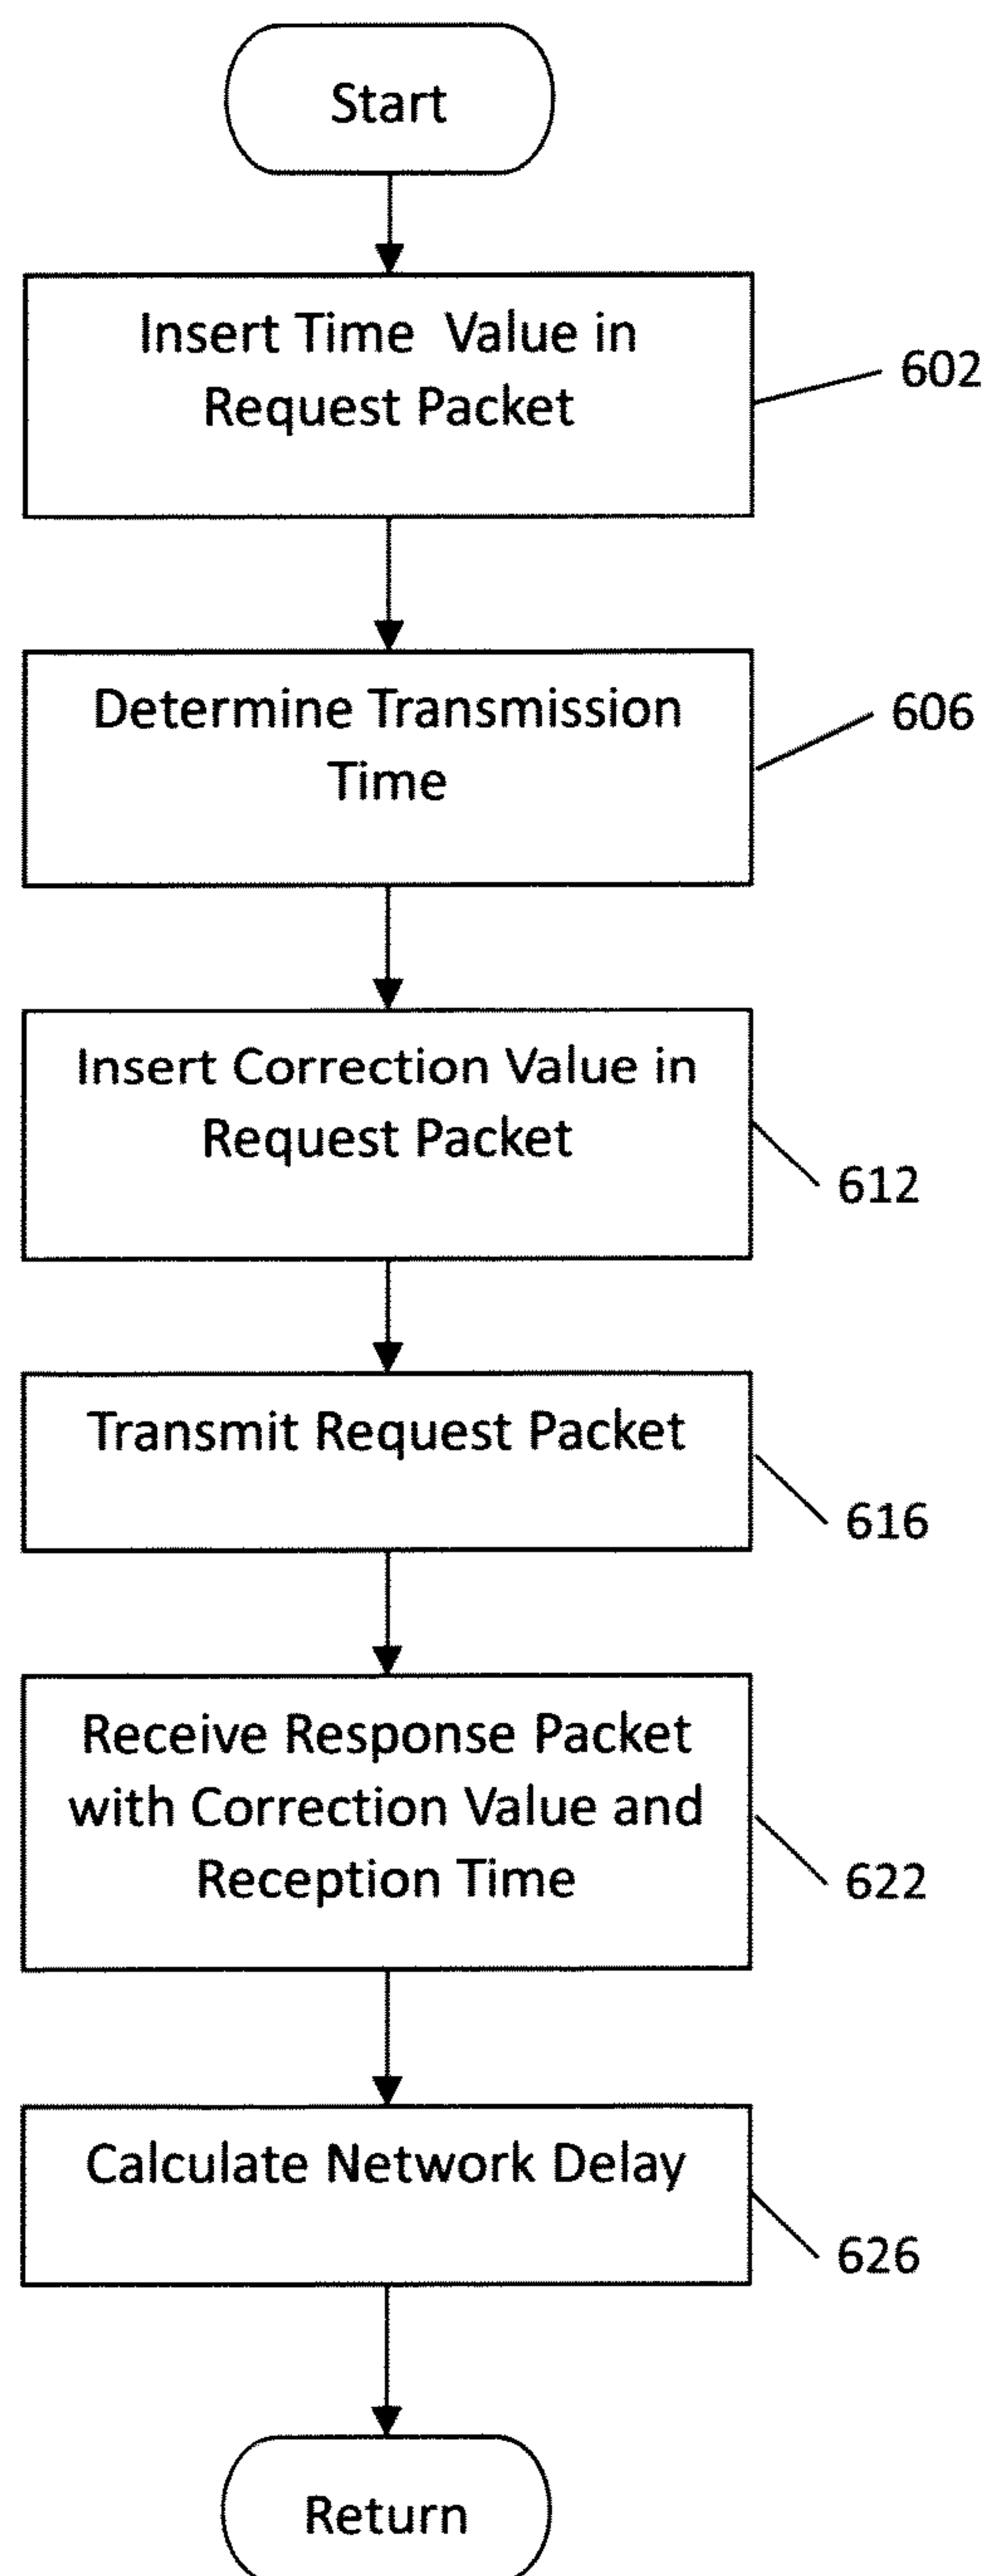 Start
Insert Time Value in
Request Packet
602
Determine Transmission
Time
606
Insert Correction Value in
Request Packet
612
Transmit Request Packet
616
Receive Response Packet
with Correction Value and
Reception Time
622
Calculate Network Delay
626
Return